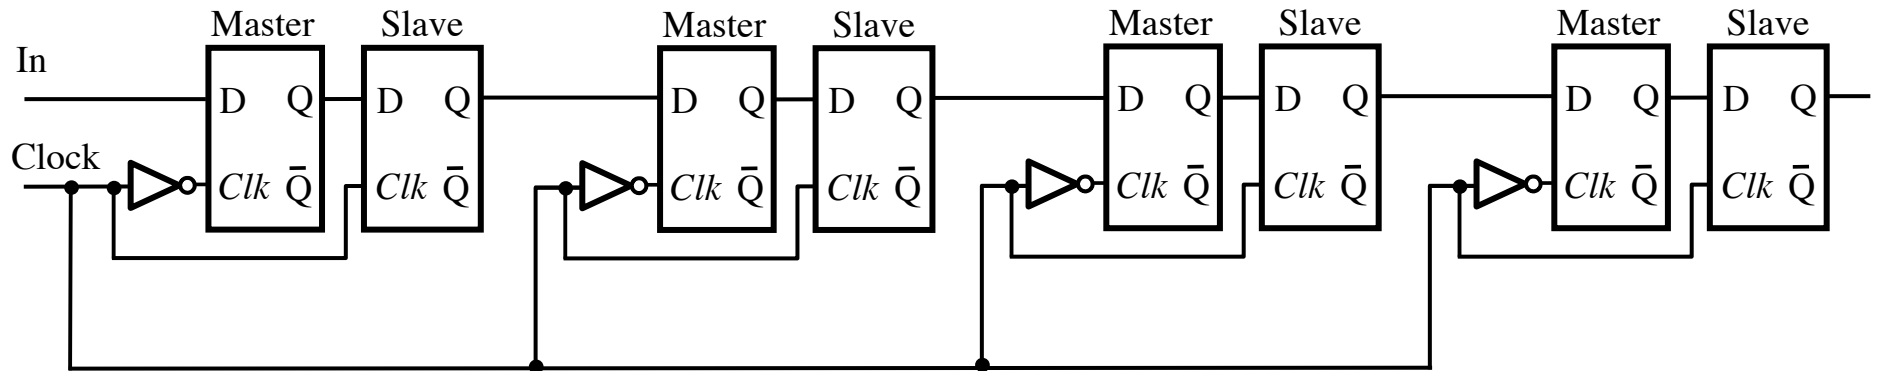 Master Slave Master Slave Master Slave Master Slave
In
D Q D Q D Q D Q D Q D Q D Q D Q
Clock
Clk Q̅ Clk Q̅ Clk Q̅ Clk Q̅ Clk Q̅ Clk Q̅ Clk Q̅ Clk Q̅